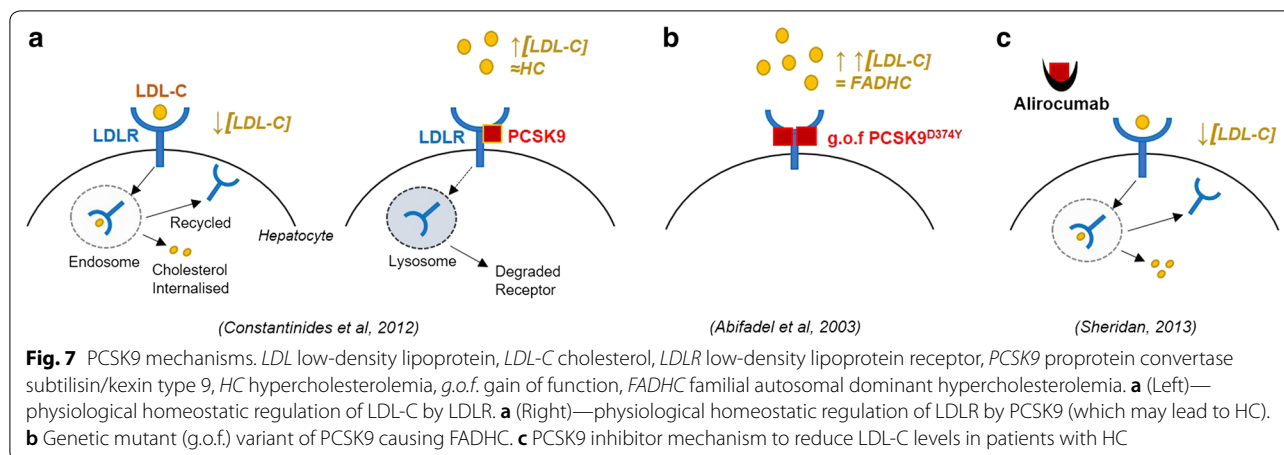 a
LDL-C
LDLR
↓[LDL-C]
Endosome
Recycled
Cholesterol
Internalised
Hepatocyte
↑[LDL-C]
≈HC
LDLR
PCSK9
Lysosome
Degraded
Receptor
(Constantinides et al, 2012)
b
↑ ↑[LDL-C]
= FADHC
g.o.f PCSK9D374Y
(Abifadel et al, 2003)
c
Alirocumab
↓[LDL-C]
(Sheridan, 2013)
Fig. 7 PCSK9 mechanisms. LDL low-density lipoprotein, LDL-C cholesterol, LDLR low-density lipoprotein receptor, PCSK9 proprotein convertase
subtilisin/kexin type 9, HC hypercholesterolemia, g.o.f. gain of function, FADHC familial autosomal dominant hypercholesterolemia. a (Left)—
physiological homeostatic regulation of LDL-C by LDLR. a (Right)—physiological homeostatic regulation of LDLR by PCSK9 (which may lead to HC).
b Genetic mutant (g.o.f.) variant of PCSK9 causing FADHC. c PCSK9 inhibitor mechanism to reduce LDL-C levels in patients with HC